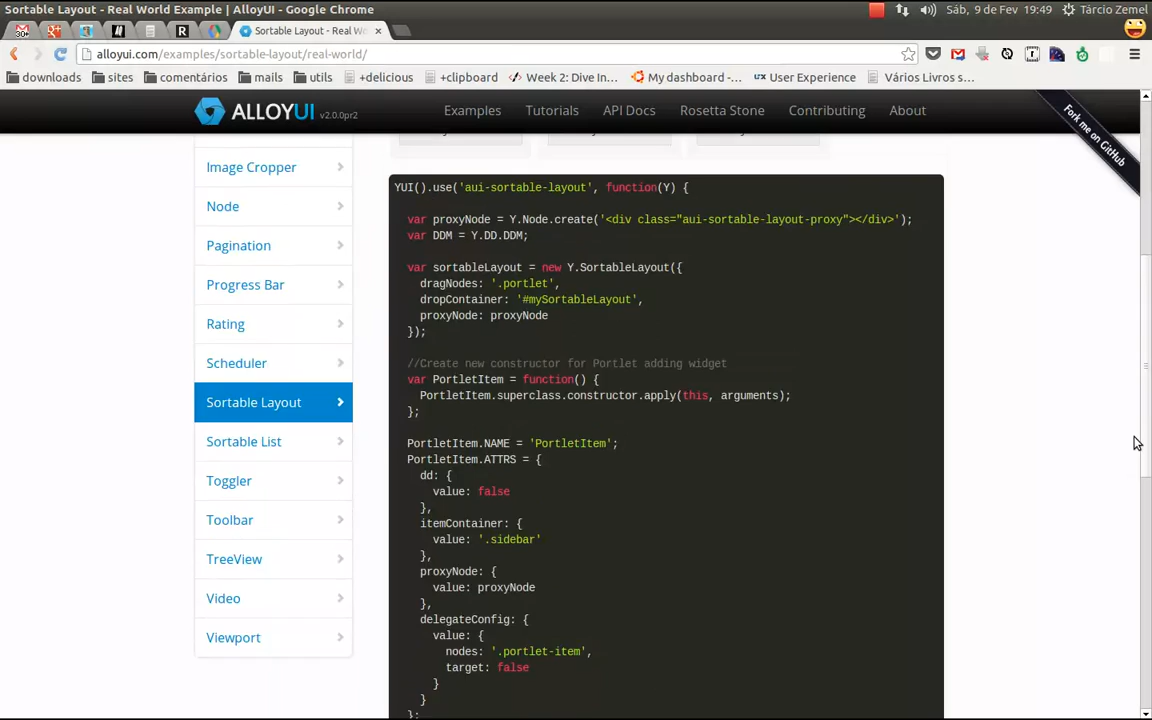 Sortable Layout - Real World Example | AlloyUI - Google Chrome
Sáb, 9 de Fev 19:49 Tárcio Zemel
30+
R
Sortable Layout - Real Wo
alloyui.com/examples/sortable-layout/real-world/
downloads sites comentários mails utils +delicious +clipboard Week 2: Dive In... My dashboard -... UX User Experience Vários Livros s...
ALLOYUI v2.0.0pr2
Examples Tutorials API Docs Rosetta Stone Contributing About
Fork me on GitHub
Image Cropper
Node
Pagination
Progress Bar
Rating
Scheduler
Sortable Layout
Sortable List
Toggler
Toolbar
TreeView
Video
Viewport
YUI().use('aui-sortable-layout', function(Y) {
var proxyNode = Y.Node.create('<div class="aui-sortable-layout-proxy"></div>');
var DDM = Y.DD.DDM;
var sortableLayout = new Y.SortableLayout({
dragNodes: '.portlet',
dropContainer: '#mySortableLayout',
proxyNode: proxyNode
});
//Create new constructor for Portlet adding widget
var PortletItem = function() {
PortletItem.superclass.constructor.apply(this, arguments);
};
PortletItem.NAME = 'PortletItem';
PortletItem.ATTRS = {
dd: {
value: false
},
itemContainer: {
value: '.sidebar'
},
proxyNode: {
value: proxyNode
},
delegateConfig: {
value: {
nodes: '.portlet-item',
target: false
}
}
};